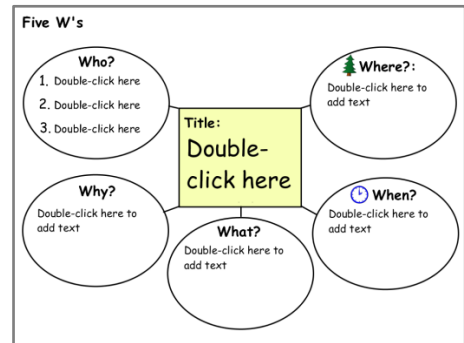 Five W's
Who?
1. Double-click here
2. Double-click here
3. Double-click here
Where?:
Double-click here to
add text
Title:
Double-
click here
Why?
Double-click here to
add text
What?
Double-click here to
add text
When?
Double-click here to
add text